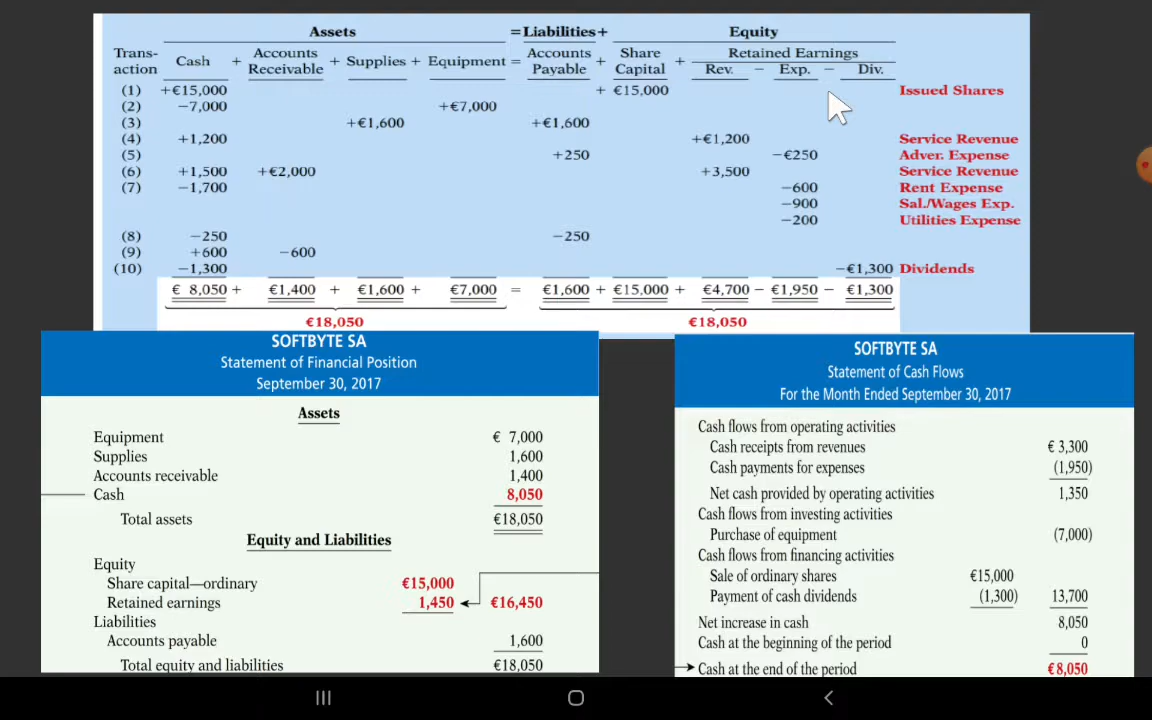 Assets = Liabilities + Equity
Trans- Accounts Accounts Share Retained Earnings
action Cash + Receivable + Supplies + Equipment = Payable + Capital + Rev. − Exp. − Div.
(1) +€15,000 + €15,000 Issued Shares
(2) −7,000 +€7,000
(3) +€1,600 +€1,600
(4) +1,200 +€1,200 Service Revenue
(5) +250 −€250 Adver. Expense
(6) +1,500 +€2,000 +3,500 Service Revenue
(7) −1,700 −600 Rent Expense
−900 Sal./Wages Exp.
−200 Utilities Expense
(8) −250 −250
(9) +600 −600
(10) −1,300 −€1,300 Dividends
€ 8,050 + €1,400 + €1,600 + €7,000 = €1,600 + €15,000 + €4,700 − €1,950 − €1,300
€18,050 €18,050
SOFTBYTE SA
Statement of Financial Position
September 30, 2017
Assets
Equipment € 7,000
Supplies 1,600
Accounts receivable 1,400
Cash 8,050
Total assets €18,050
Equity and Liabilities
Equity
Share capital—ordinary €15,000
Retained earnings 1,450 €16,450
Liabilities
Accounts payable 1,600
Total equity and liabilities €18,050
SOFTBYTE SA
Statement of Cash Flows
For the Month Ended September 30, 2017
Cash flows from operating activities
Cash receipts from revenues € 3,300
Cash payments for expenses (1,950)
Net cash provided by operating activities 1,350
Cash flows from investing activities
Purchase of equipment (7,000)
Cash flows from financing activities
Sale of ordinary shares €15,000
Payment of cash dividends (1,300) 13,700
Net increase in cash 8,050
Cash at the beginning of the period 0
Cash at the end of the period €8,050